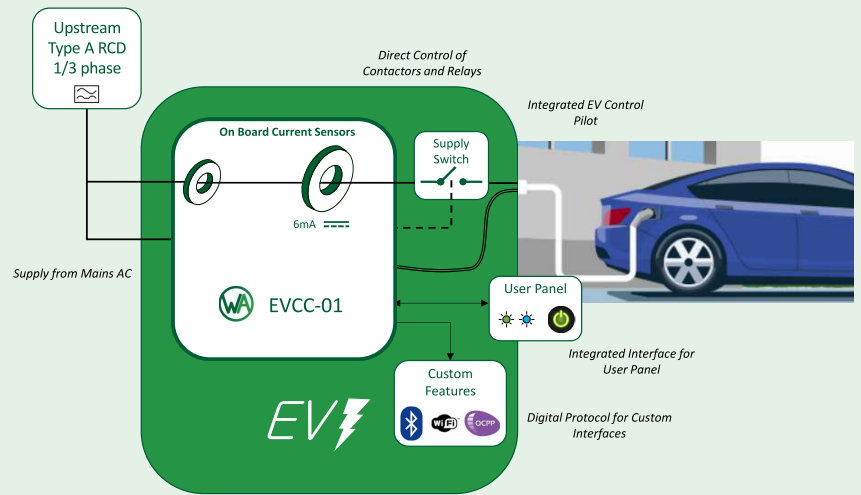 Upstream
Type A RCD
1/3 phase
Direct Control of
Contactors and Relays
Integrated EV Control
Pilot
On Board Current Sensors
Supply
Switch
6mA
Supply from Mains AC
WA
EVCC-01
User Panel
Integrated Interface for
User Panel
Custom
Features
EV
WiFi
OCPP
Digital Protocol for Custom
Interfaces